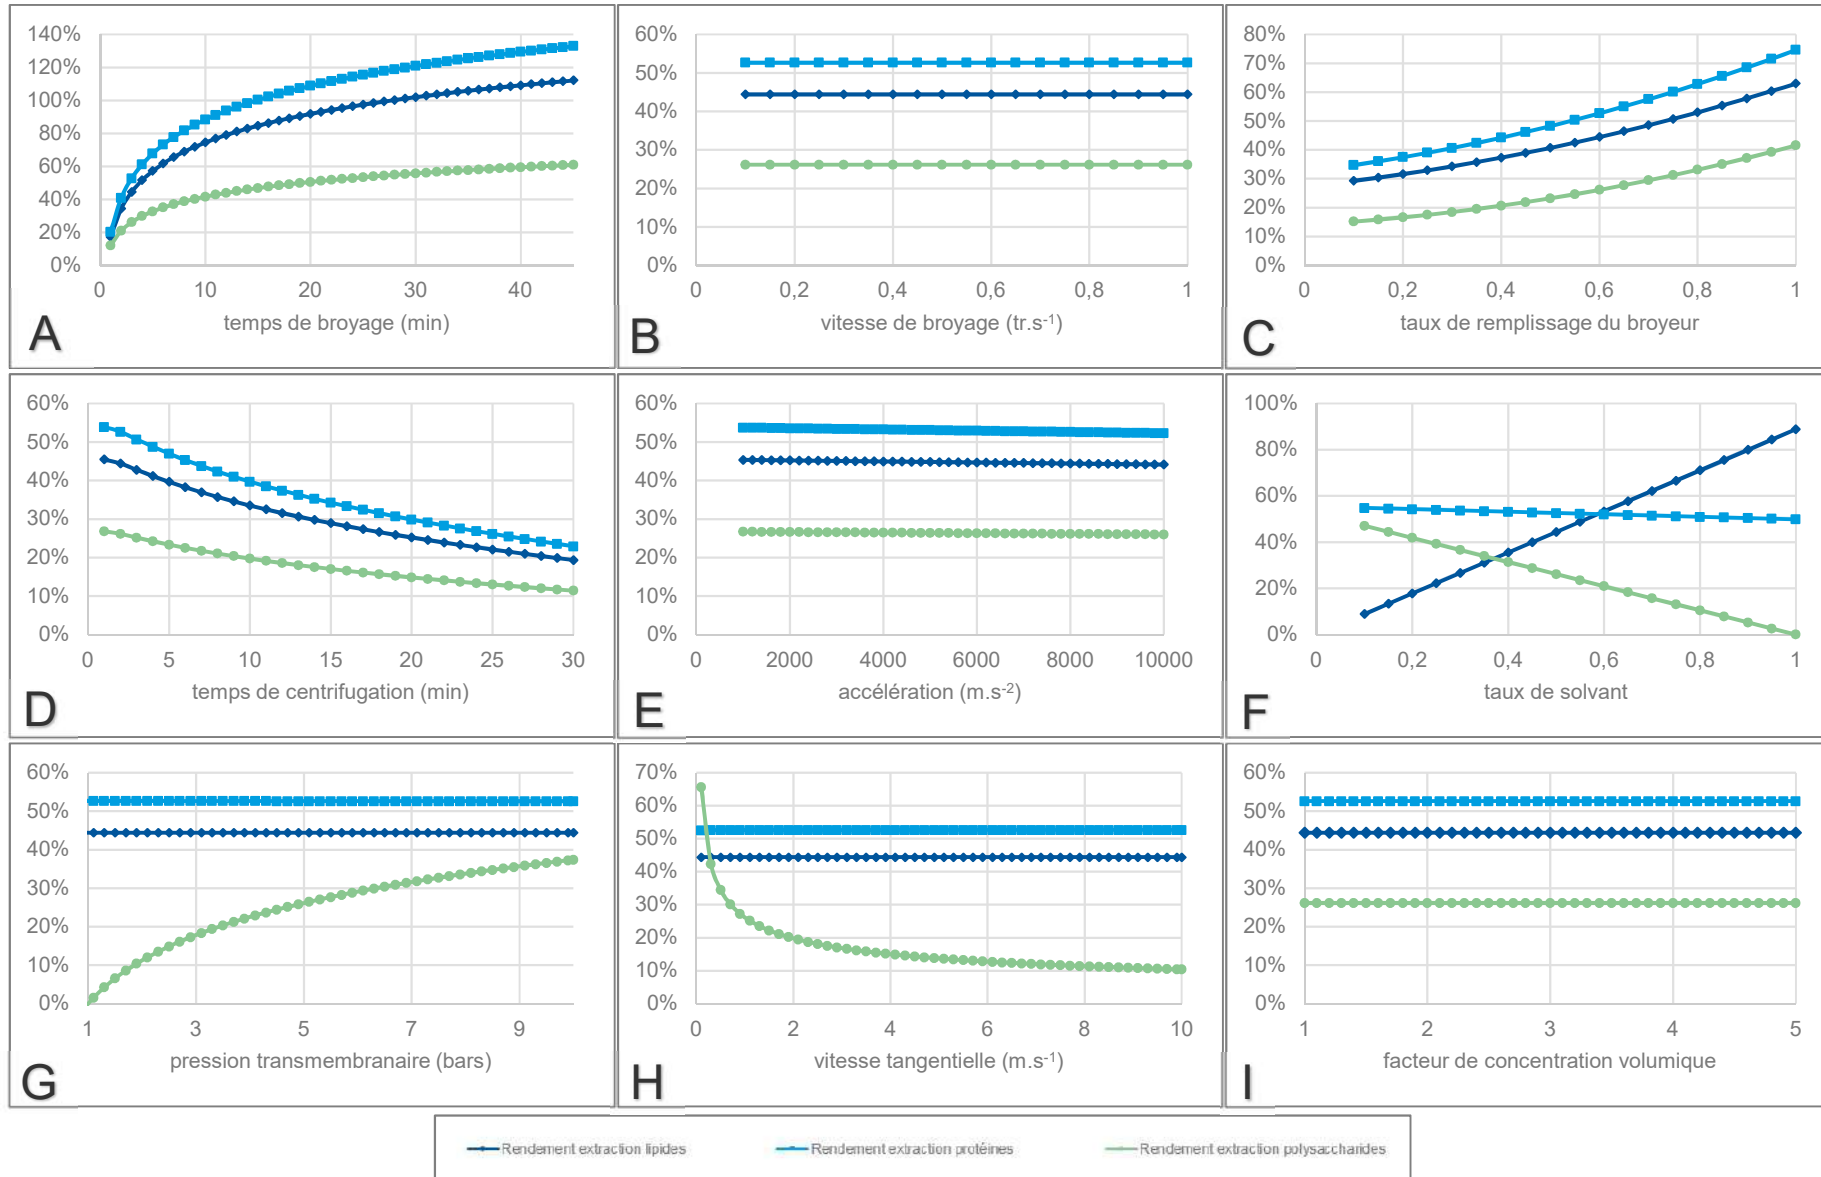 140%
120%
100%
80%
60%
40%
20%
0%
0 10 20 30 40
temps de broyage (min)
A
60%
50%
40%
30%
20%
10%
0%
0 0,2 0,4 0,6 0,8 1
vitesse de broyage (tr.s⁻¹)
B
80%
70%
60%
50%
40%
30%
20%
10%
0%
0 0,2 0,4 0,6 0,8 1
taux de remplissage du broyeur
C
60%
50%
40%
30%
20%
10%
0%
0 5 10 15 20 25 30
temps de centrifugation (min)
D
60%
50%
40%
30%
20%
10%
0%
0 2000 4000 6000 8000 10000
accélération (m.s⁻²)
E
100%
80%
60%
40%
20%
0%
0 0,2 0,4 0,6 0,8 1
taux de solvant
F
60%
50%
40%
30%
20%
10%
0%
1 3 5 7 9
pression transmembranaire (bars)
G
70%
60%
50%
40%
30%
20%
10%
0%
0 2 4 6 8 10
vitesse tangentielle (m.s⁻¹)
H
60%
50%
40%
30%
20%
10%
0%
1 2 3 4 5
facteur de concentration volumique
I
Rendement extraction lipides Rendement extraction protéines Rendement extraction polysaccharides